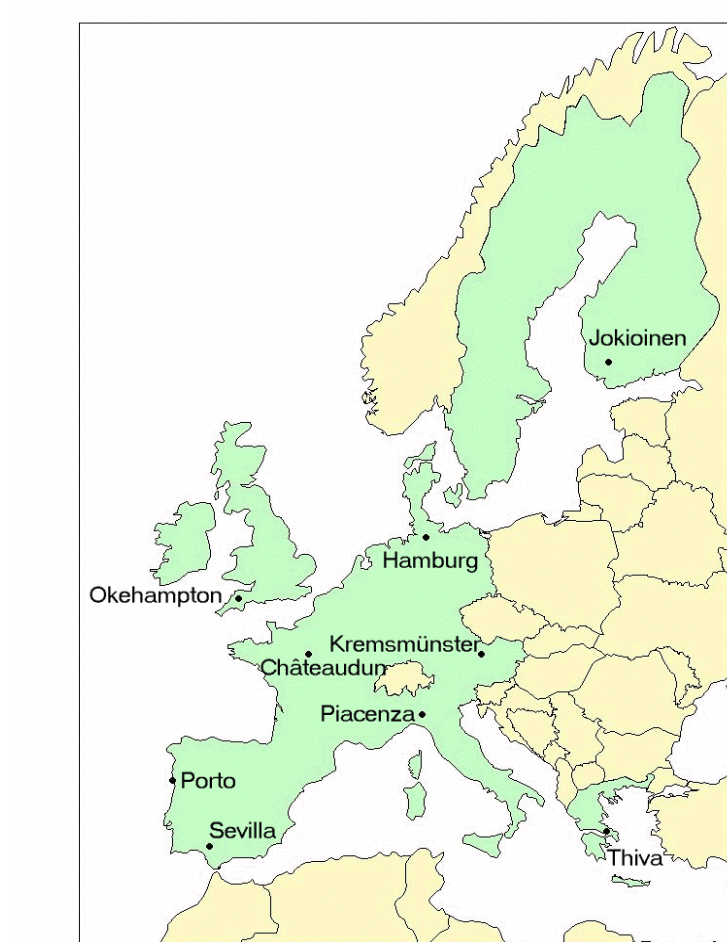 Jokioinen
Hamburg
Okehampton
Kremsmünster
Châteaudun
Piacenza
Porto
Sevilla
Thiva